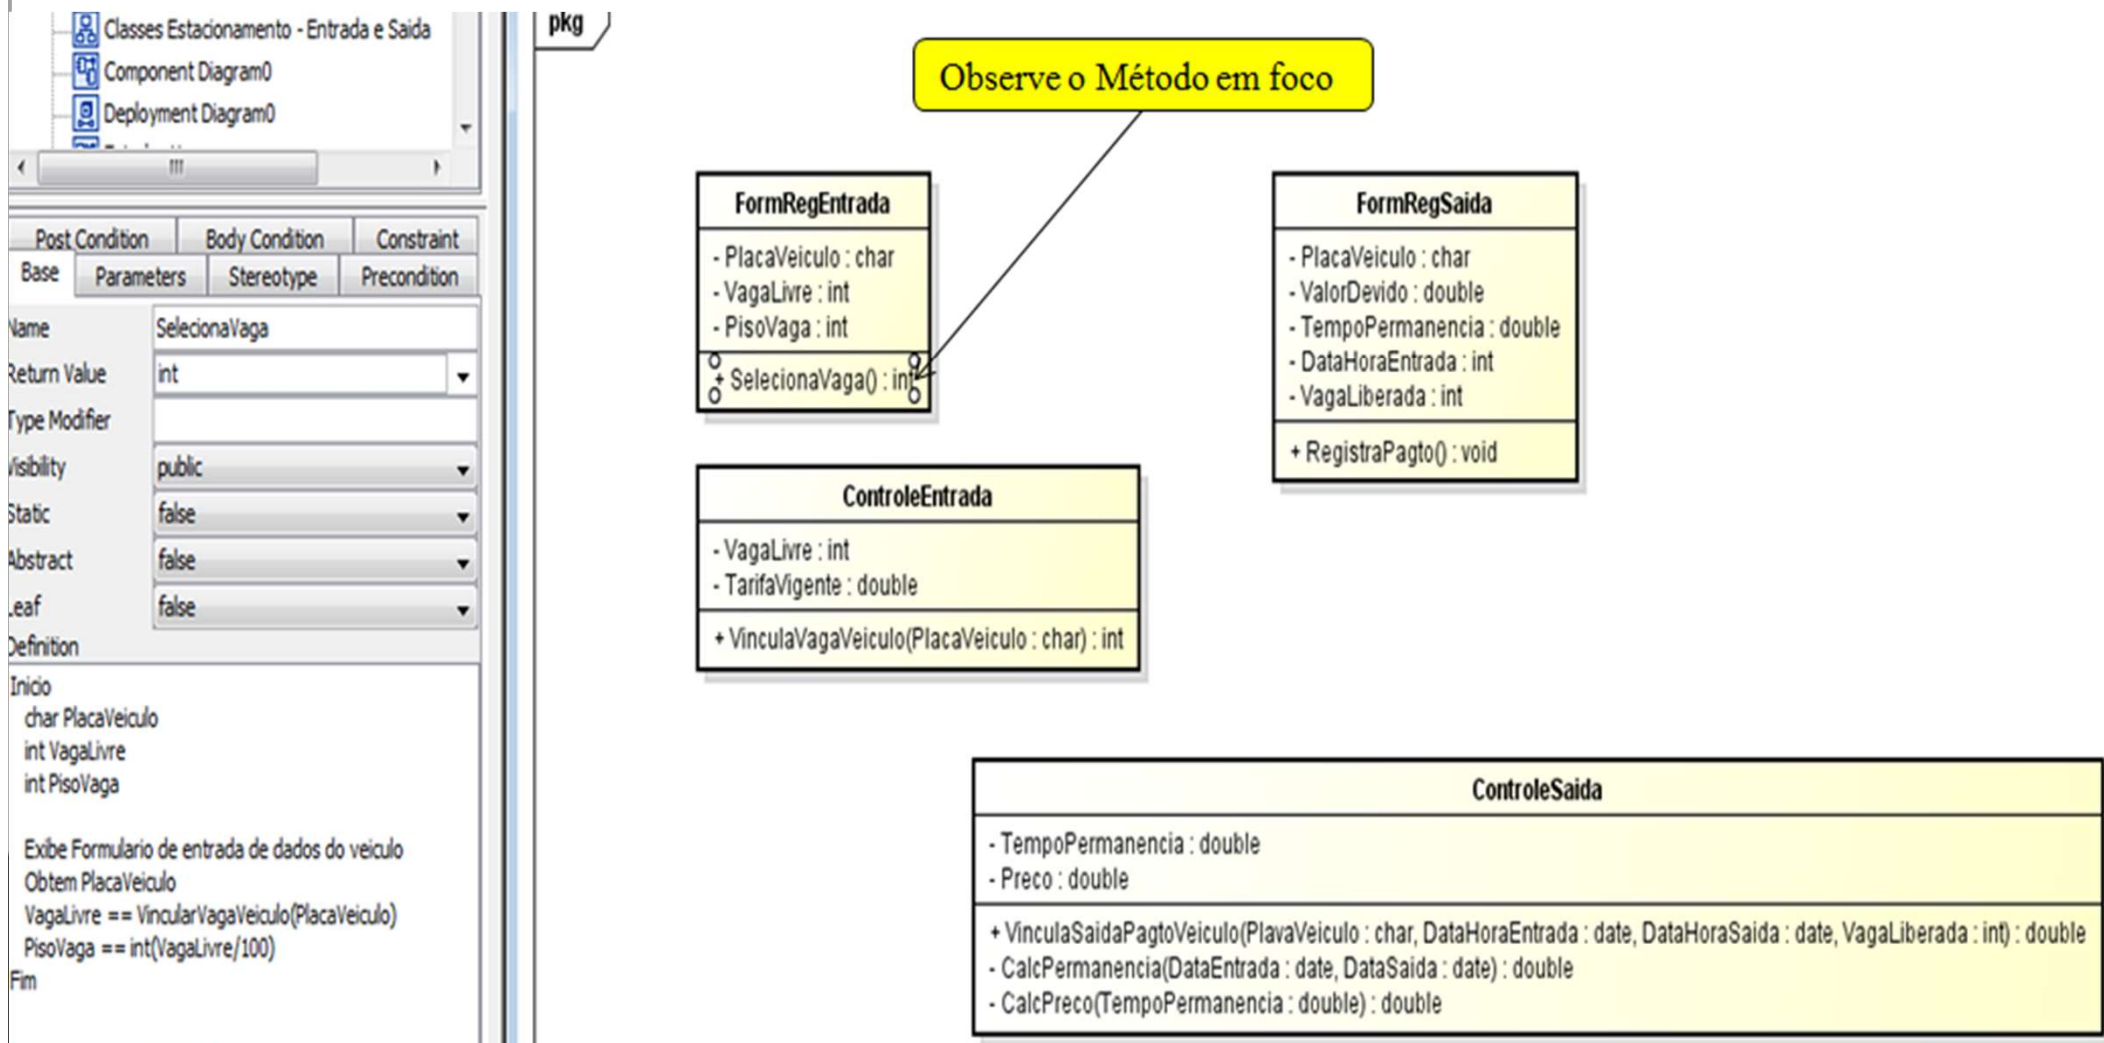 Classes Estacionamento - Entrada e Saida
Component Diagram0
Deployment Diagram0
Post Condition Body Condition Constraint
Base Parameters Stereotype Precondition
Name SelecionaVaga
Return Value int
Type Modifier
Visibility public
Static false
Abstract false
Leaf false
Definition
Inicio
char PlacaVeiculo
int VagaLivre
int PisoVaga
Exibe Formulario de entrada de dados do veiculo
Obtem PlacaVeiculo
VagaLivre == VincularVagaVeiculo(PlacaVeiculo)
PisoVaga == int(VagaLivre/100)
Fim
pkg
Observe o Método em foco
FormRegEntrada
- PlacaVeiculo : char
- VagaLivre : int
- PisoVaga : int
+ SelecionaVaga() : int
FormRegSaida
- PlacaVeiculo : char
- ValorDevido : double
- TempoPermanencia : double
- DataHoraEntrada : int
- VagaLiberada : int
+ RegistraPagto() : void
ControleEntrada
- VagaLivre : int
- TarifaVigente : double
+ VinculaVagaVeiculo(PlacaVeiculo : char) : int
ControleSaida
- TempoPermanencia : double
- Preco : double
+ VinculaSaidaPagtoVeiculo(PlavaVeiculo : char, DataHoraEntrada : date, DataHoraSaida : date, VagaLiberada : int) : double
- CalcPermanencia(DataEntrada : date, DataSaida : date) : double
- CalcPreco(TempoPermanencia : double) : double